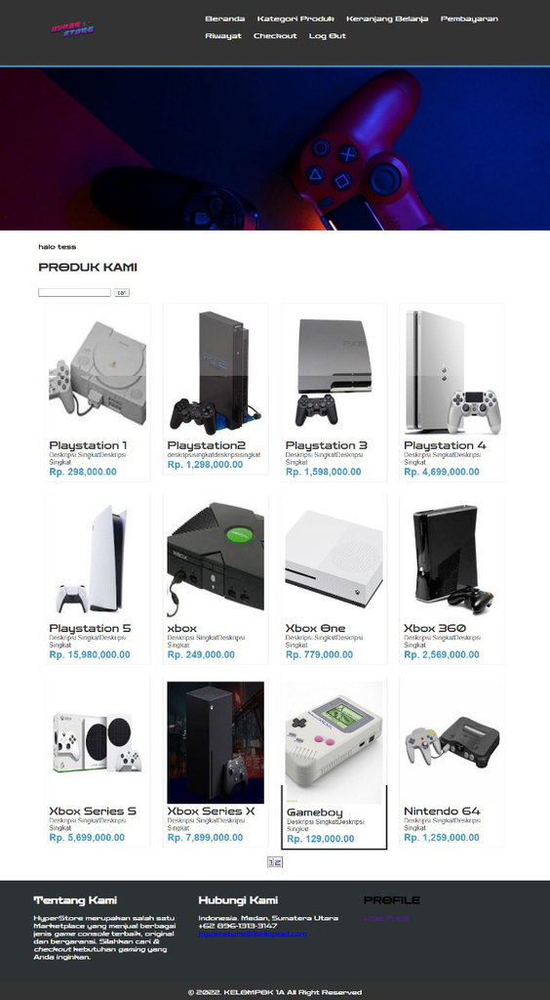 HYPER
STORE
Beranda Kategori Produk Keranjang Belanja Pembayaran
Riwayat Checkout Log Out
halo tess
PRODUK KAMI
cari
Playstation 1
Deskripsi SingkatDeskripsi
Singkat
Rp. 298,000.00
Playstation2
deskripsisingkatdeskripsisingkat
Rp. 1,298,000.00
Playstation 3
Deskripsi SingkatDeskripsi
Singkat
Rp. 1,598,000.00
Playstation 4
Deskripsi SingkatDeskripsi
Singkat
Rp. 4,699,000.00
Playstation 5
Deskripsi SingkatDeskripsi
Singkat
Rp. 15,980,000.00
XBOX
xbox
Deskripsi SingkatDeskripsi
Singkat
Rp. 249,000.00
Xbox One
Deskripsi SingkatDeskripsi
Singkat
Rp. 779,000.00
Xbox 360
Deskripsi SingkatDeskripsi
Singkat
Rp. 2,569,000.00
Xbox Series S
Deskripsi SingkatDeskripsi
Singkat
Rp. 5,699,000.00
Xbox Series X
Deskripsi SingkatDeskripsi
Singkat
Rp. 7,899,000.00
Gameboy
Deskripsi SingkatDeskripsi
Singkat
Rp. 129,000.00
Nintendo 64
Deskripsi SingkatDeskripsi
Singkat
Rp. 1,259,000.00
12
Tentang Kami
HyperStore merupakan salah satu
Marketplace yang menjual berbagai
jenis game console terbaik, original
dan bergaransi. Silahkan cari &
checkout kebutuhan gaming yang
Anda inginkan.
Hubungi Kami
Indonesia, Medan, Sumatera Utara
+62 896-1313-3147
PROFILE
© 2022. KELOMPOK 1A All Right Reserved